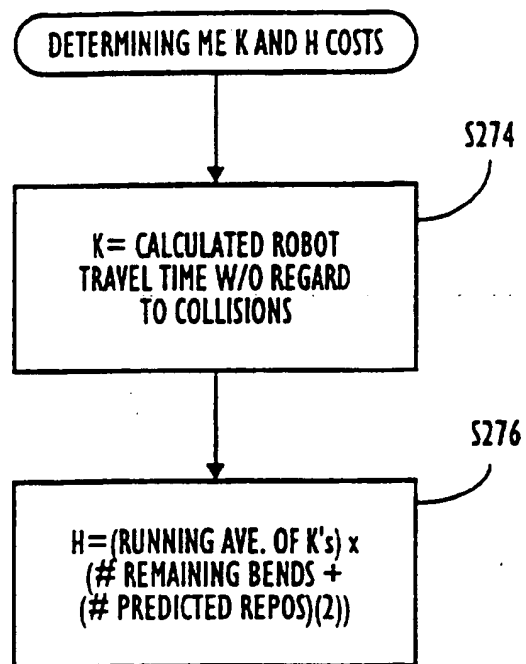 DETERMINING ME K AND H COSTS
S274
K= CALCULATED ROBOT
TRAVEL TIME W/O REGARD
TO COLLISIONS
S276
H=(RUNNING AVE. OF K's) x
(# REMAINING BENDS +
(# PREDICTED REPOS)(2))